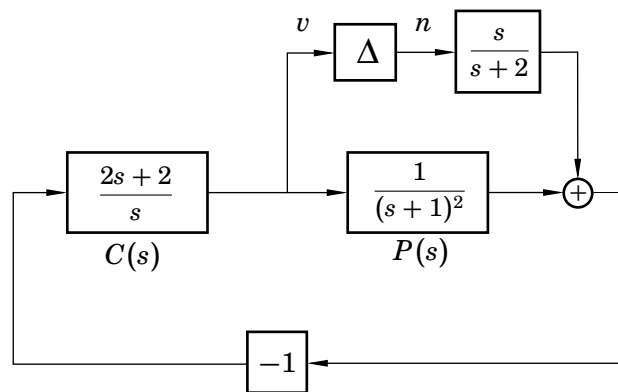 v Δ n s/(s + 2)
(2s + 2)/s 1/(s + 1)² +
C(s) P(s)
−1